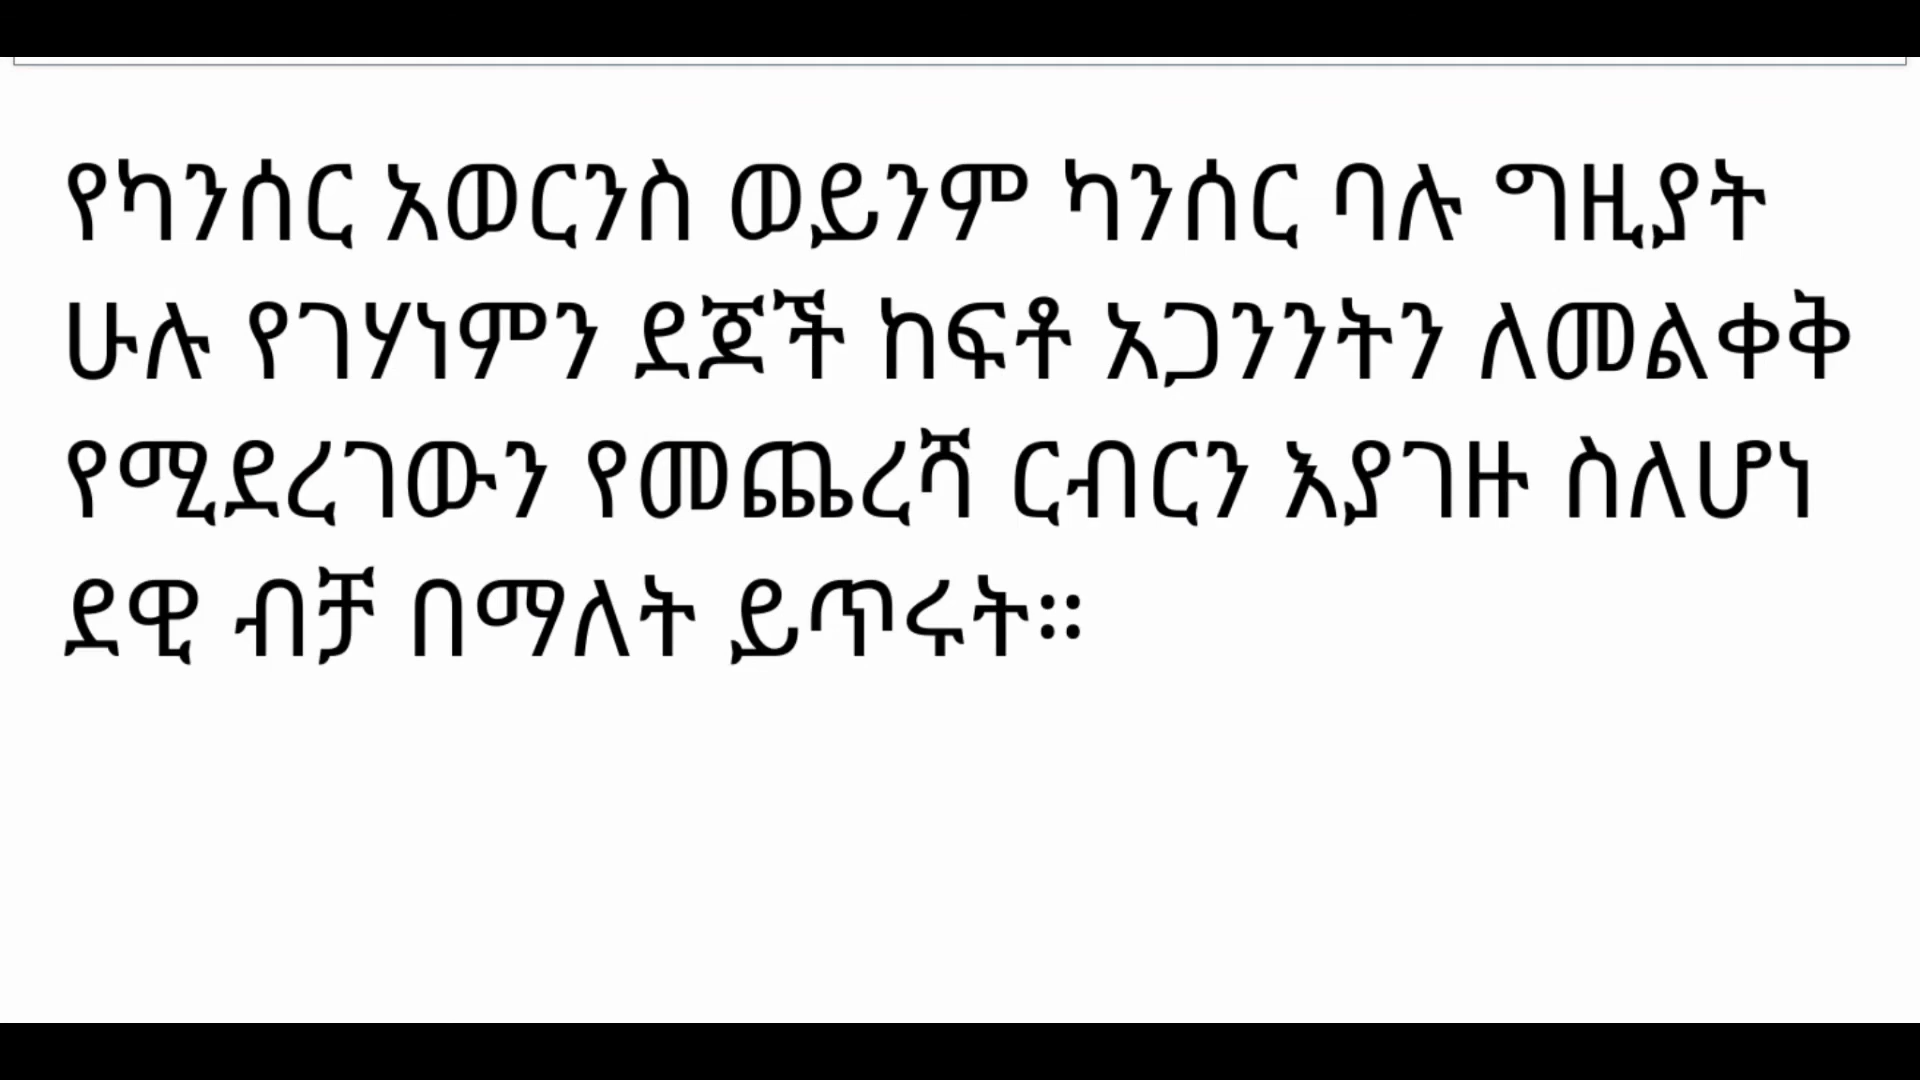 የካንሰር አወርንስ ወይንም ካንሰር ባሉ ግዚያት
ሁሉ የገሃነምን ደጆች ከፍቶ አጋንንትን ለመልቀቅ
የሚደረገውን የመጨረሻ ርብርን እያገዙ ስለሆነ
ደዊ ብቻ በማለት ይጥሩት።